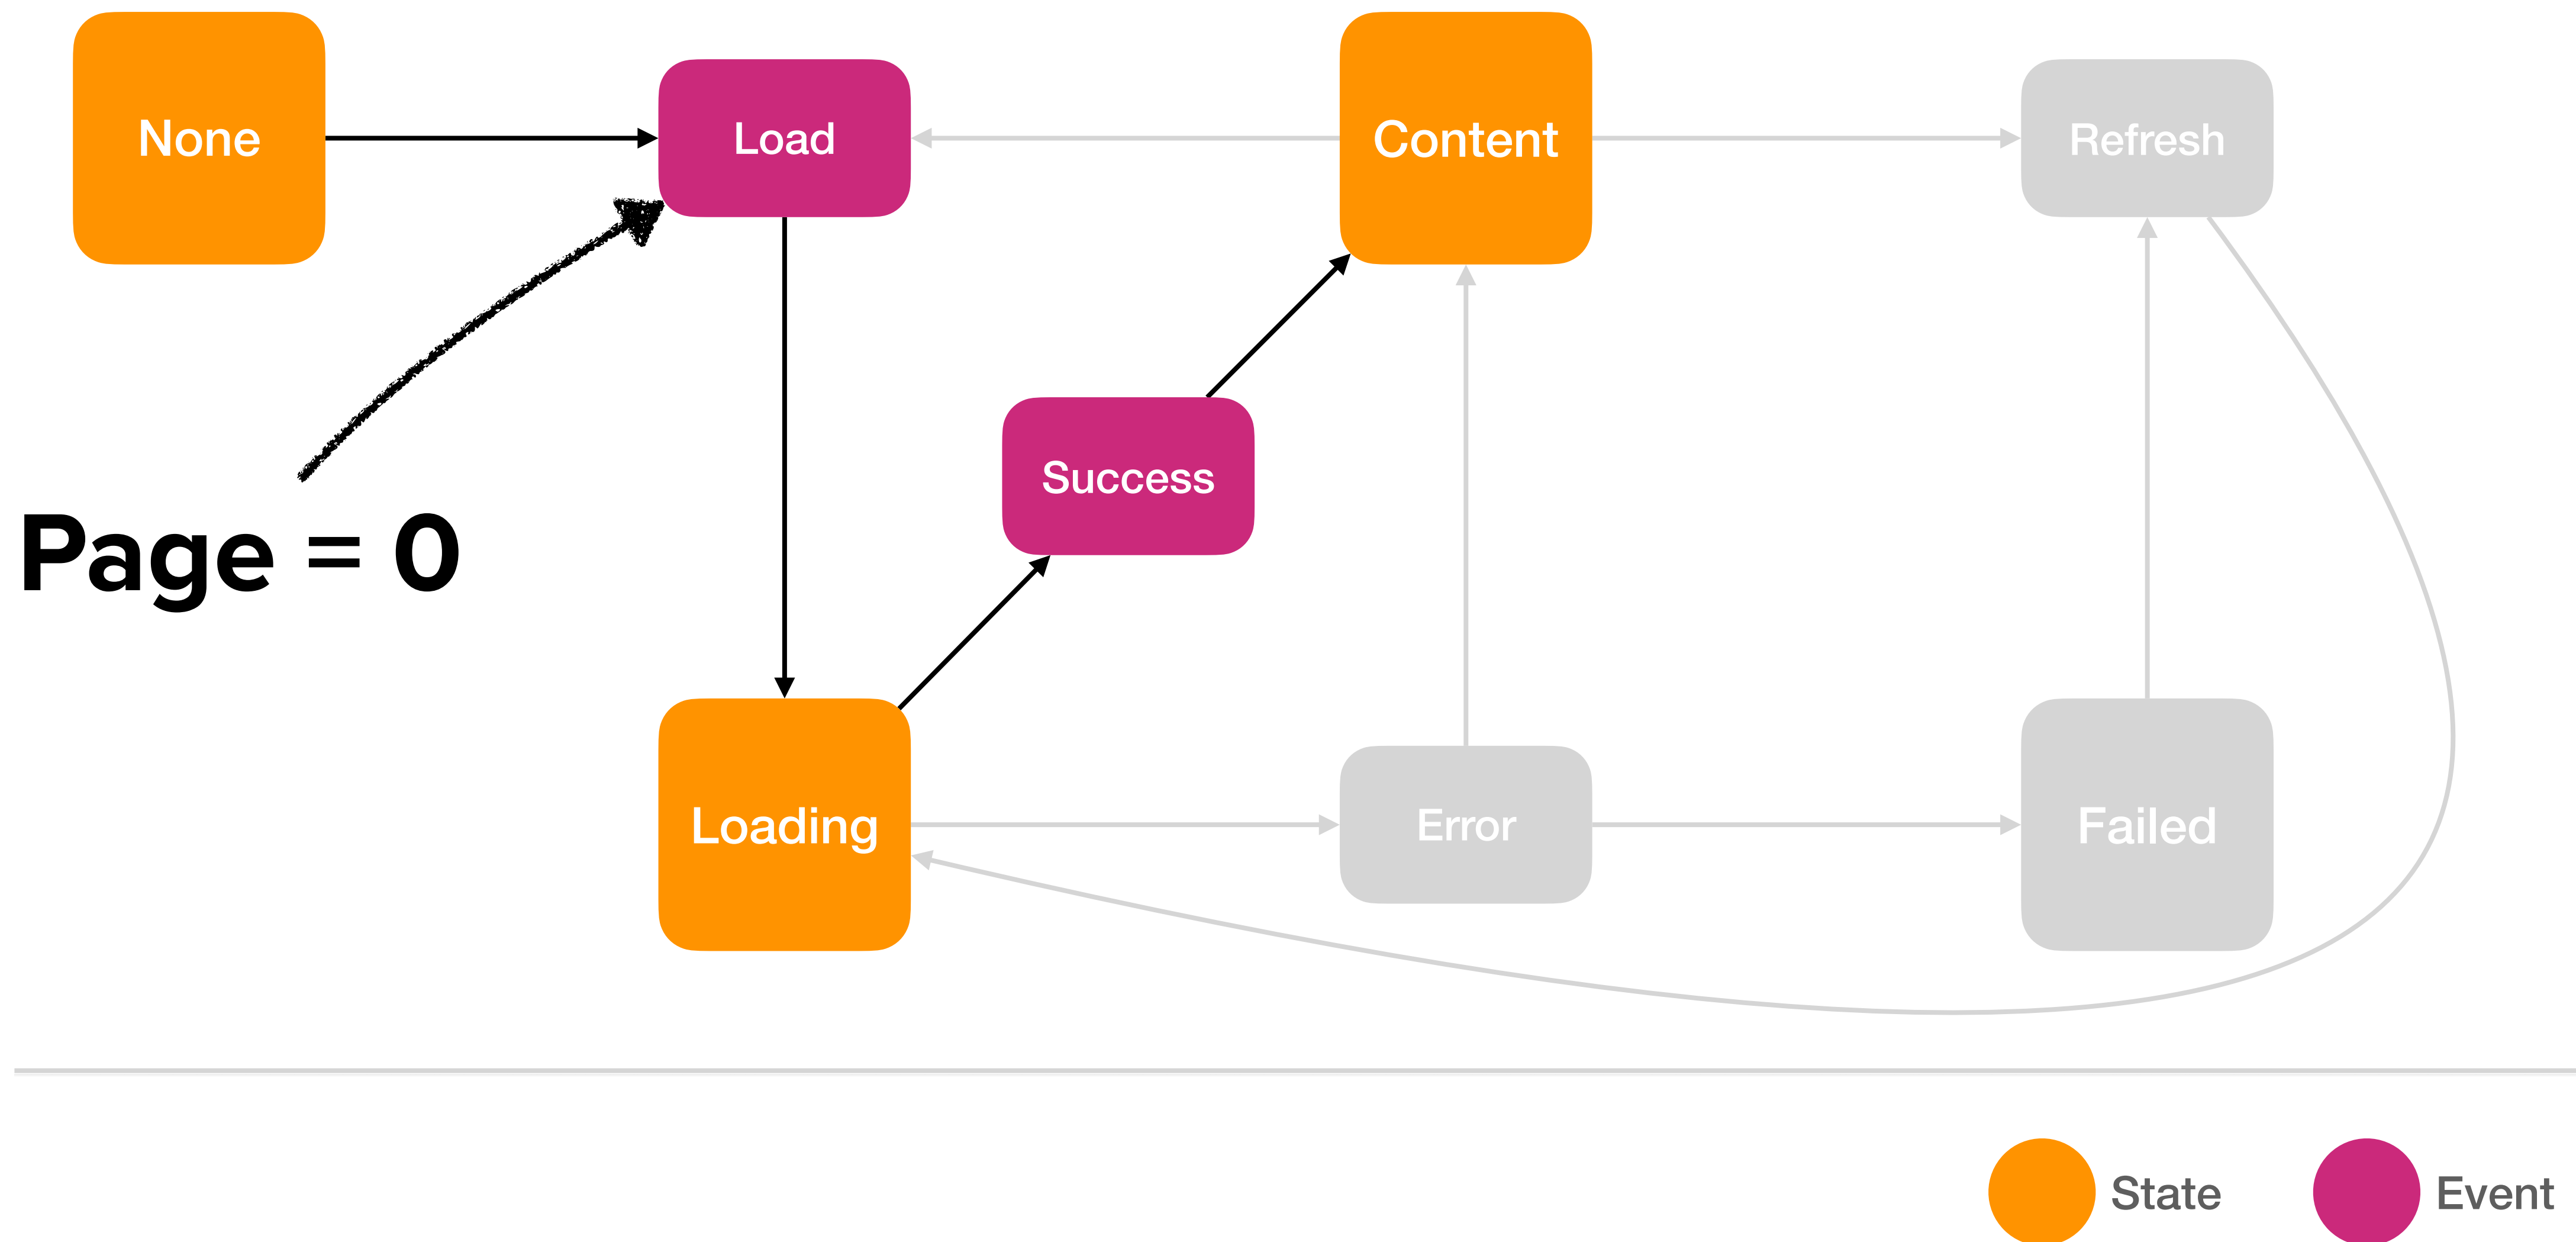 None
Load
Content
Refresh
Success
Page = 0
Loading
Error
Failed
State
Event